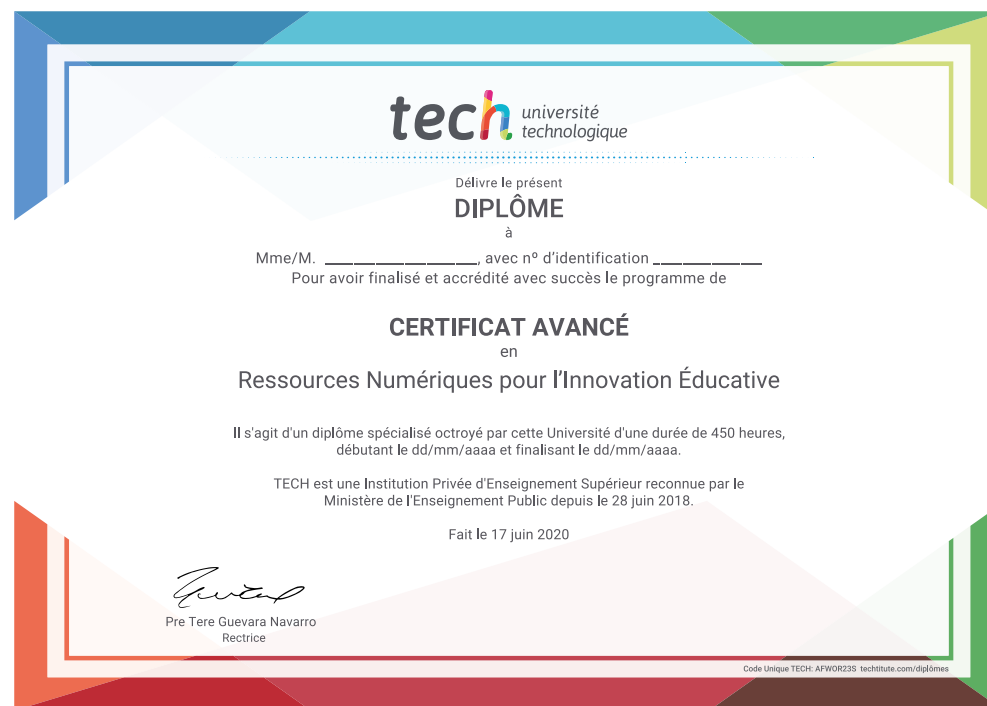 tech université
technologique
Délivre le présent
DIPLÔME
à
Mme/M. ____________________, avec nº d'identification ______________
Pour avoir finalisé et accrédité avec succès le programme de
CERTIFICAT AVANCÉ
en
Ressources Numériques pour l'Innovation Éducative
Il s'agit d'un diplôme spécialisé octroyé par cette Université d'une durée de 450 heures,
débutant le dd/mm/aaaa et finalisant le dd/mm/aaaa.
TECH est une Institution Privée d'Enseignement Supérieur reconnue par le
Ministère de l'Enseignement Public depuis le 28 juin 2018.
Fait le 17 juin 2020
Pre Tere Guevara Navarro
Rectrice
Code Unique TECH: AFWOR23S techtitute.com/diplômes